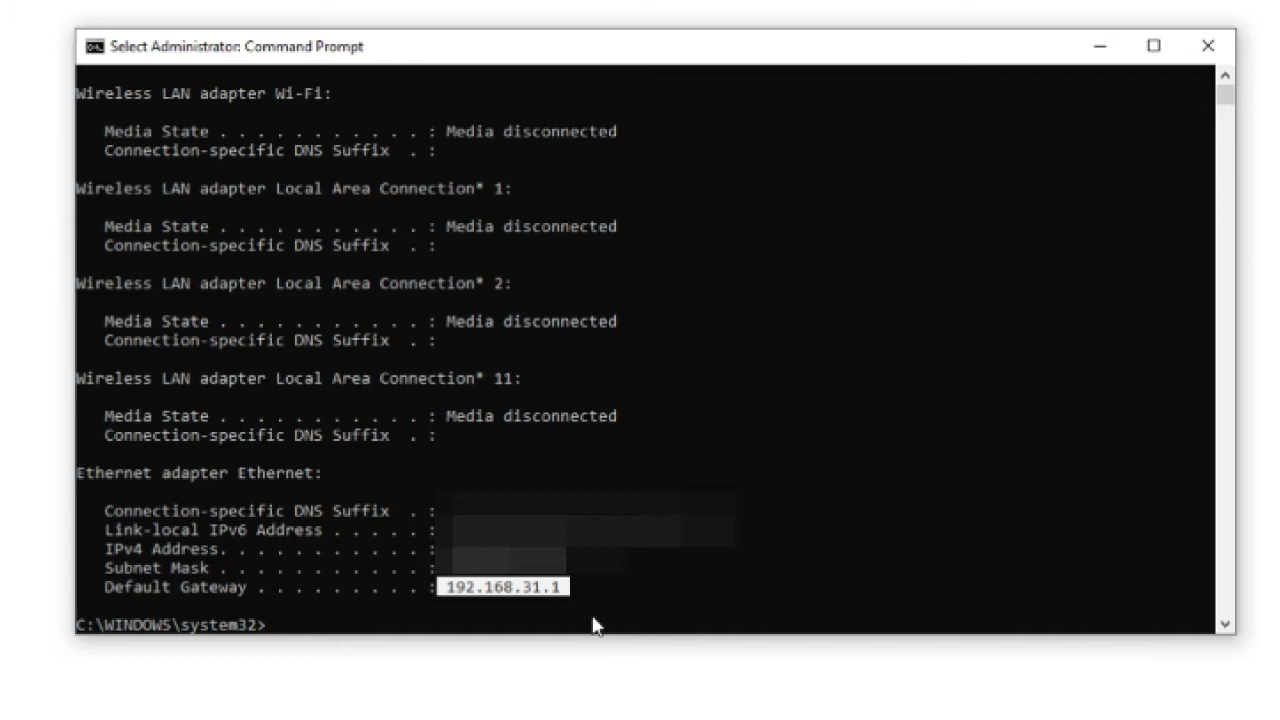 Select Administrator: Command Prompt
Wireless LAN adapter Wi-Fi:
Media State . . . . . . . . . . . : Media disconnected
Connection-specific DNS Suffix . :
Wireless LAN adapter Local Area Connection* 1:
Media State . . . . . . . . . . . : Media disconnected
Connection-specific DNS Suffix . :
Wireless LAN adapter Local Area Connection* 2:
Media State . . . . . . . . . . . : Media disconnected
Connection-specific DNS Suffix . :
Wireless LAN adapter Local Area Connection* 11:
Media State . . . . . . . . . . . : Media disconnected
Connection-specific DNS Suffix . :
Ethernet adapter Ethernet:
Connection-specific DNS Suffix . :
Link-local IPv6 Address . . . . . :
IPv4 Address. . . . . . . . . . . :
Subnet Mask . . . . . . . . . . . :
Default Gateway . . . . . . . . . : 192.168.31.1
C:\WINDOWS\system32>